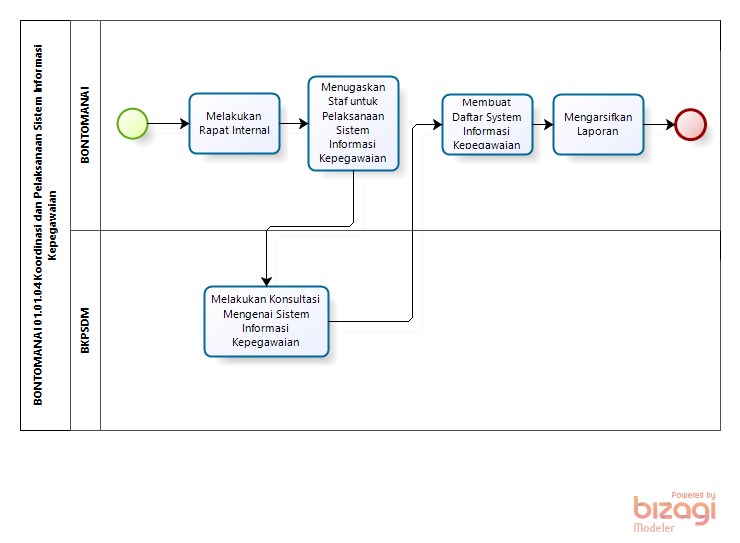 BONTOMANAI 01.01.04 Koordinasi dan Pelaksanaan Sistem Informasi
Kepegawaian
BONTOMANAI
Melakukan
Rapat Internal
Menugaskan
Staf untuk
Pelaksanaan
Sistem
Informasi
Kepegawaian
Membuat
Daftar System
Informasi
Kepegawaian
Mengarsifkan
Laporan
BKPSDM
Melakukan Konsultasi
Mengenai Sistem
Informasi
Kepegawaian
Powered by
bizagi
Modeler